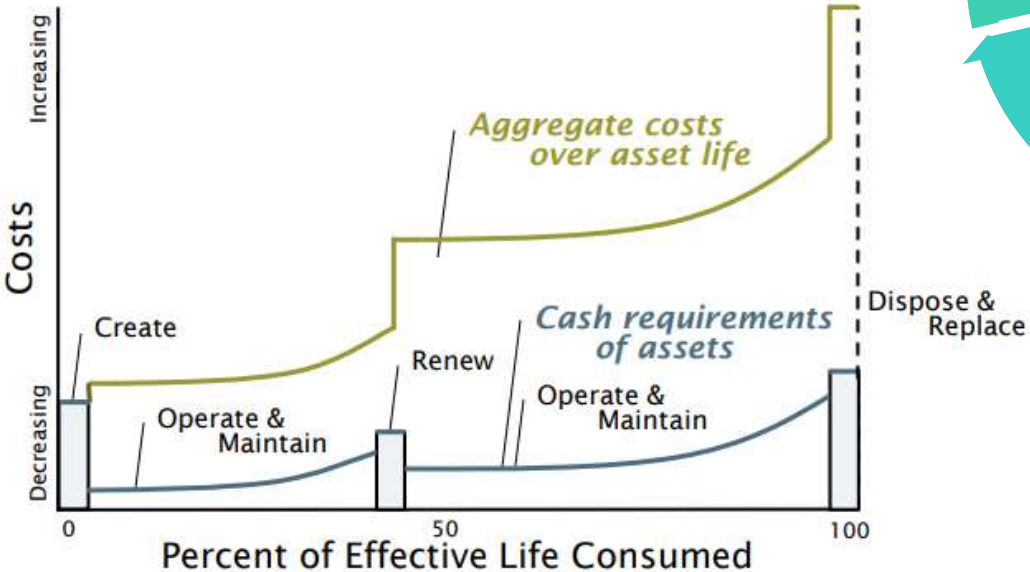 Increasing
Aggregate costs
over asset life
Costs
Create
Dispose &
Replace
Cash requirements
of assets
Renew
Operate &
Maintain
Operate &
Maintain
Decreasing
0
50
100
Percent of Effective Life Consumed